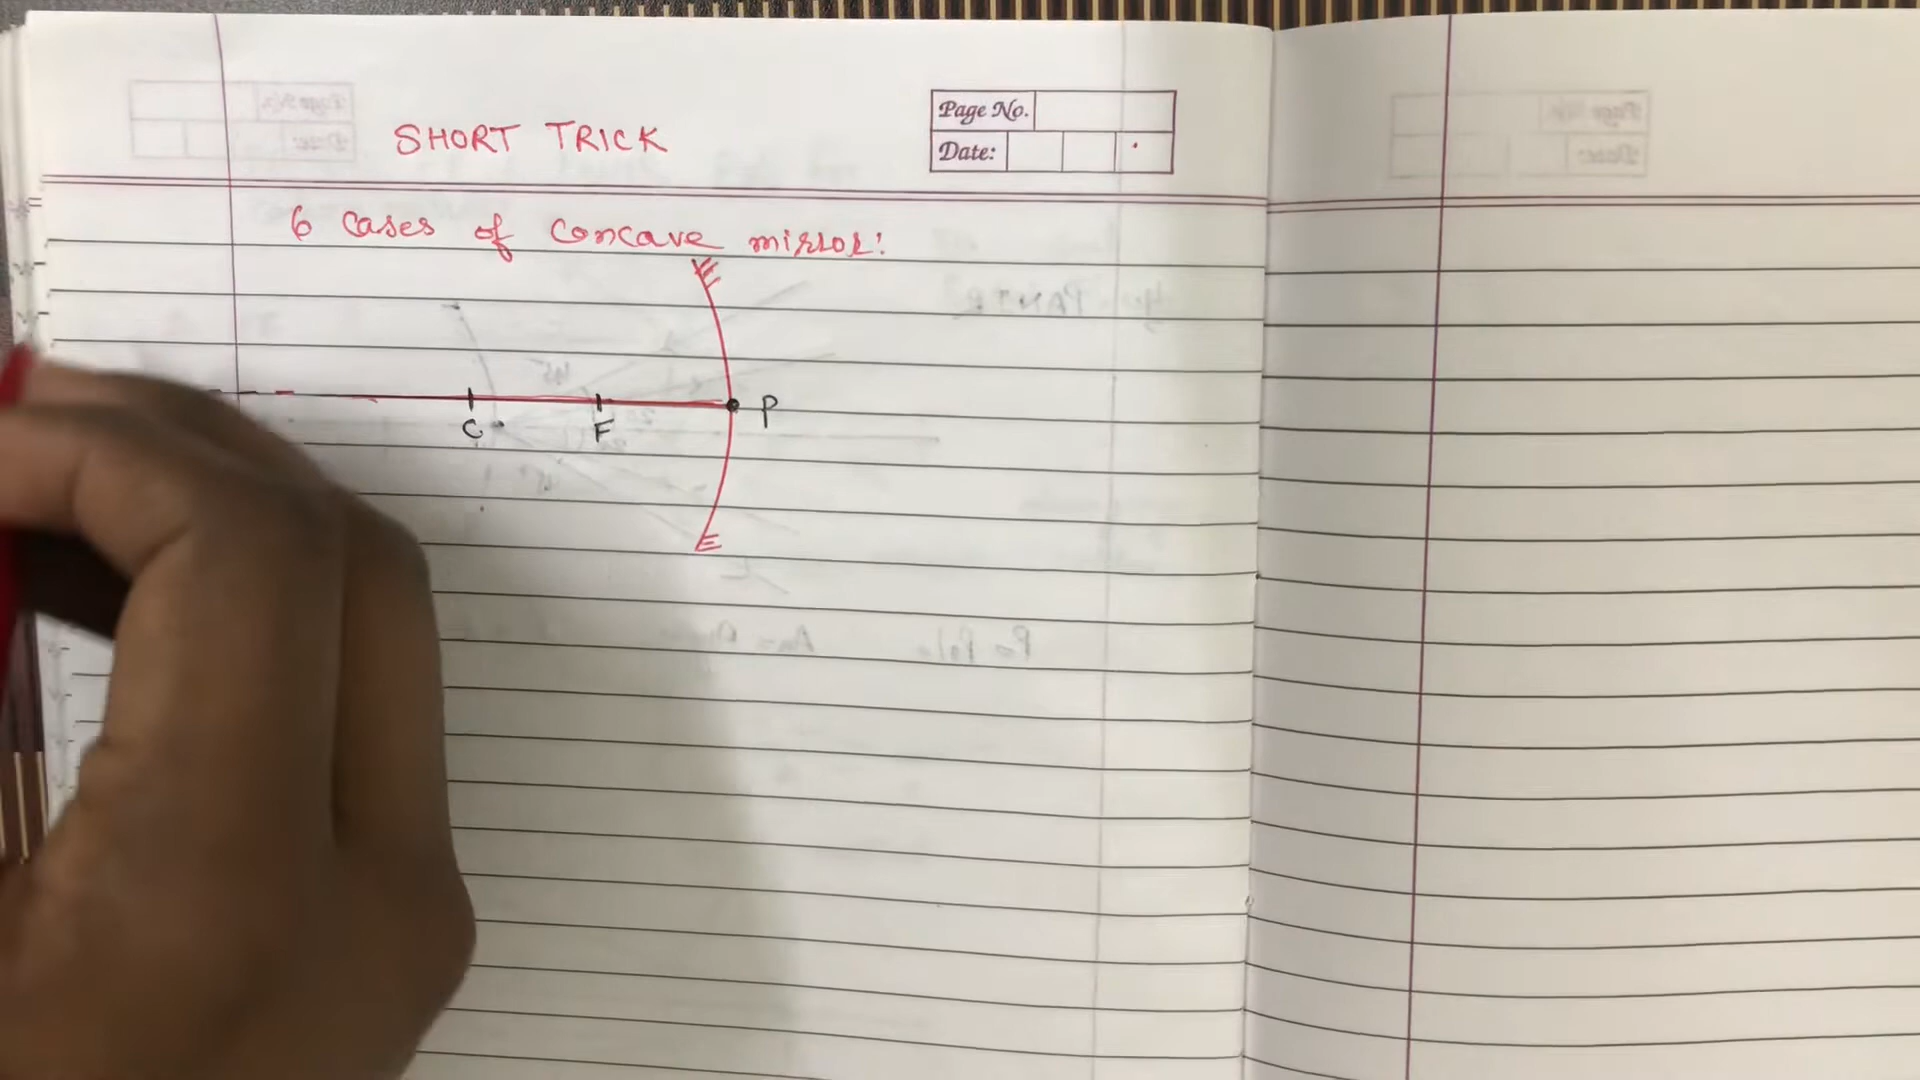 SHORT TRICK
Page No.
Date:
6 cases of concave mirror:
C F P